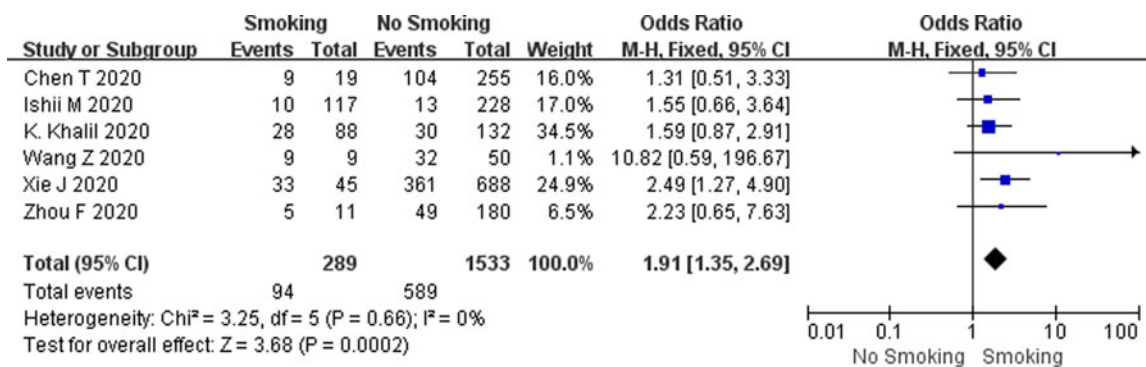 Smoking No Smoking Odds Ratio Odds Ratio
Study or Subgroup Events Total Events Total Weight M-H, Fixed, 95% CI M-H, Fixed, 95% CI
Chen T 2020 9 19 104 255 16.0% 1.31 [0.51, 3.33]
Ishii M 2020 10 117 13 228 17.0% 1.55 [0.66, 3.64]
K. Khalil 2020 28 88 30 132 34.5% 1.59 [0.87, 2.91]
Wang Z 2020 9 9 32 50 1.1% 10.82 [0.59, 196.67]
Xie J 2020 33 45 361 688 24.9% 2.49 [1.27, 4.90]
Zhou F 2020 5 11 49 180 6.5% 2.23 [0.65, 7.63]
Total (95% CI) 289 1533 100.0% 1.91 [1.35, 2.69]
Total events 94 589
Heterogeneity: Chi² = 3.25, df = 5 (P = 0.66); I² = 0%
Test for overall effect: Z = 3.68 (P = 0.0002)
0.01 0.1 1 10 100
No Smoking Smoking